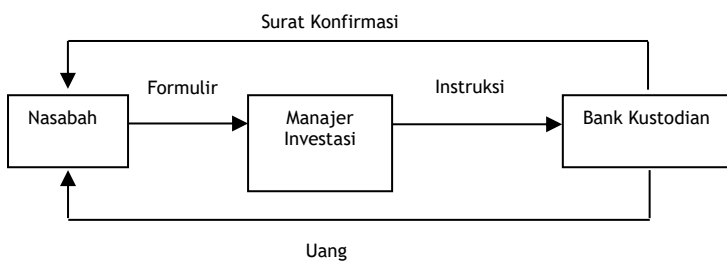 Surat Konfirmasi
Formulir
Instruksi
Nasabah
Manajer
Investasi
Bank Kustodian
Uang